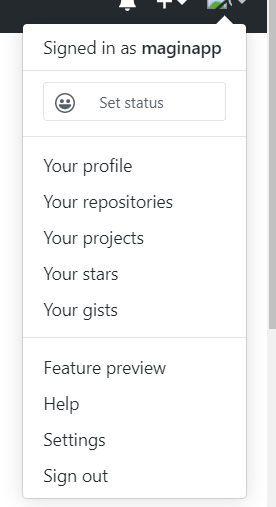 Signed in as maginapp
Set status
Your profile
Your repositories
Your projects
Your stars
Your gists
Feature preview
Help
Settings
Sign out